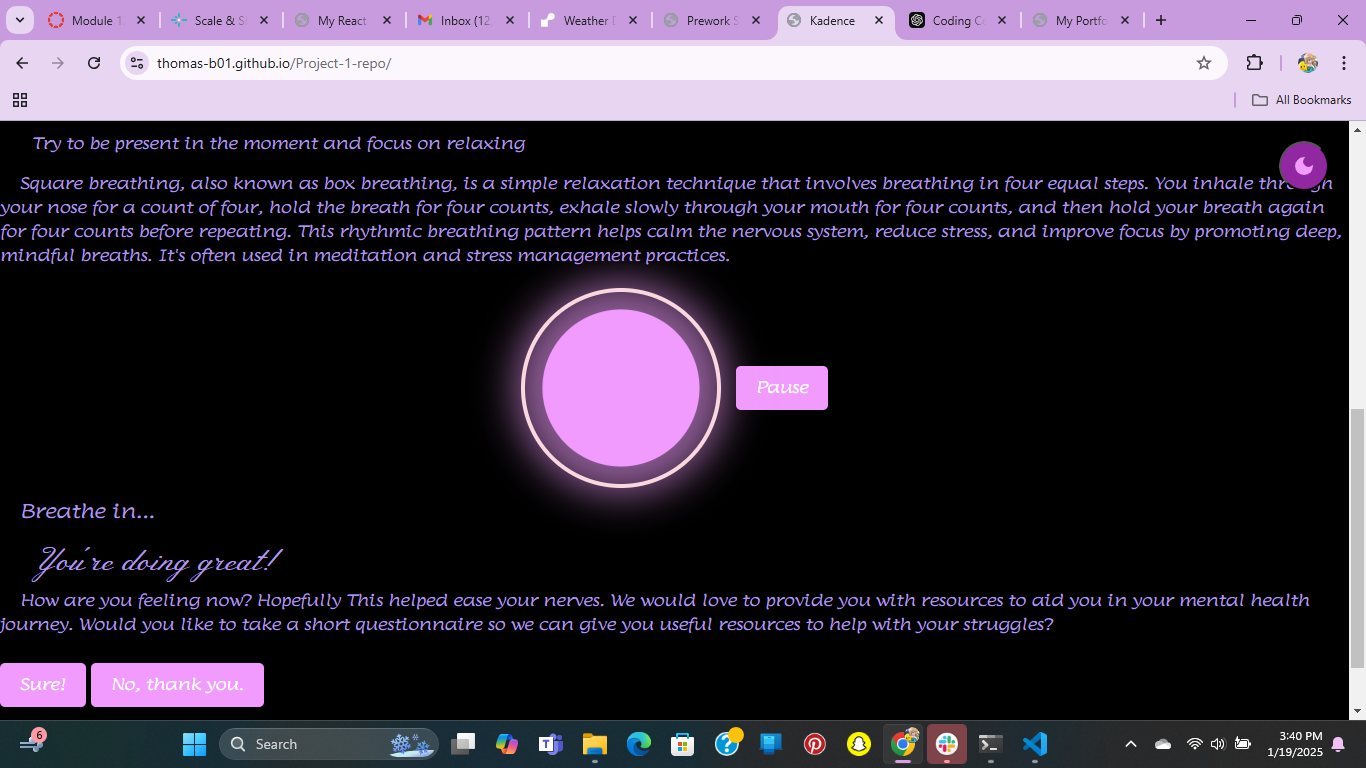 Module 1
Scale & S
My React
Inbox (12
Weather
Prework S
Kadence
Coding C
My Portfo
thomas-b01.github.io/Project-1-repo/
All Bookmarks
Try to be present in the moment and focus on relaxing
Square breathing, also known as box breathing, is a simple relaxation technique that involves breathing in four equal steps. You inhale through
your nose for a count of four, hold the breath for four counts, exhale slowly through your mouth for four counts, and then hold your breath again
for four counts before repeating. This rhythmic breathing pattern helps calm the nervous system, reduce stress, and improve focus by promoting deep,
mindful breaths. It's often used in meditation and stress management practices.
Pause
Breathe in...
You're doing great!
How are you feeling now? Hopefully This helped ease your nerves. We would love to provide you with resources to aid you in your mental health
journey. Would you like to take a short questionnaire so we can give you useful resources to help with your struggles?
Sure!
No, thank you.
6
Search
3:40 PM
1/19/2025